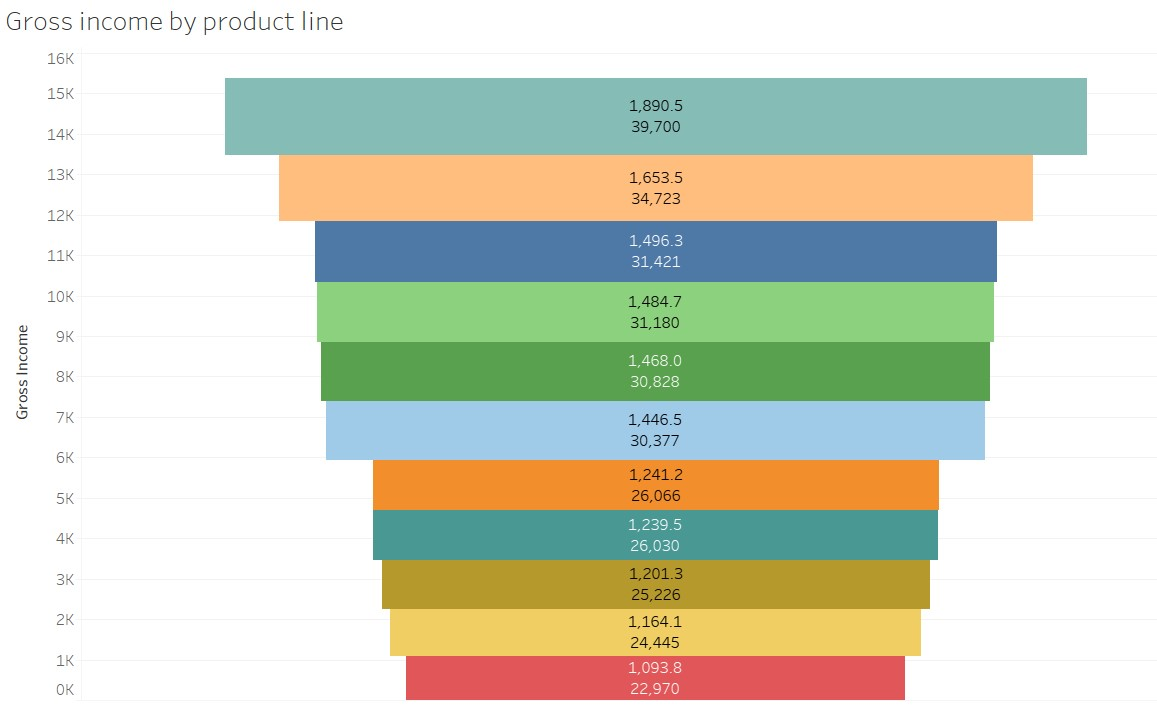 Gross income by product line
16K
15K
14K
13K
12K
11K
10K
9K
8K
7K
6K
5K
4K
3K
2K
1K
0K
Gross Income
1,890.5
39,700
1,653.5
34,723
1,496.3
31,421
1,484.7
31,180
1,468.0
30,828
1,446.5
30,377
1,241.2
26,066
1,239.5
26,030
1,201.3
25,226
1,164.1
24,445
1,093.8
22,970